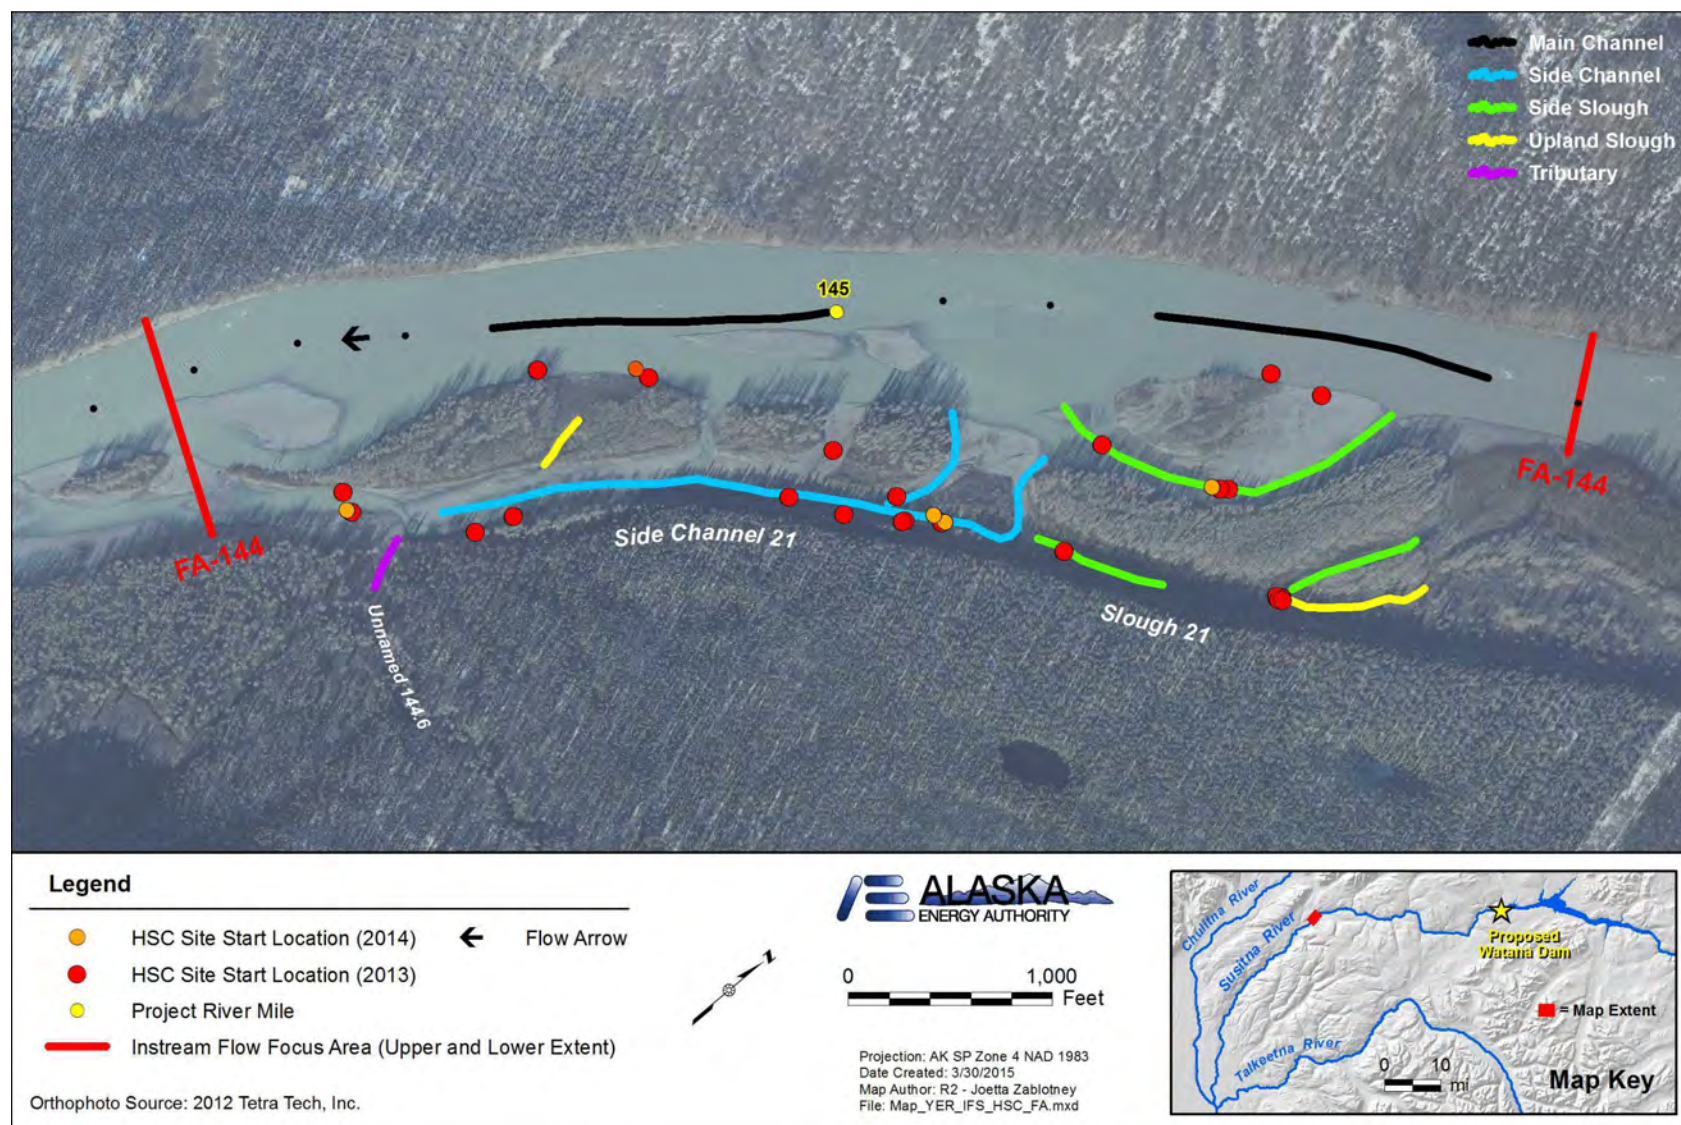 Main Channel
Side Channel
Side Slough
Upland Slough
Tributary
145
FA-144
FA-144
Side Channel 21
Slough 21
Unnamed 144.6
Legend
HSC Site Start Location (2014)
Flow Arrow
HSC Site Start Location (2013)
Project River Mile
Instream Flow Focus Area (Upper and Lower Extent)
Orthophoto Source: 2012 Tetra Tech, Inc.
N
ALASKA
ENERGY AUTHORITY
0 1,000
Feet
Projection: AK SP Zone 4 NAD 1983
Date Created: 3/30/2015
Map Author: R2 - Joetta Zablotney
File: Map_YER_IFS_HSC_FA.mxd
Chulitna River
Susitna River
Proposed
Watana Dam
= Map Extent
Talkeetna River
0 10
mi
Map Key